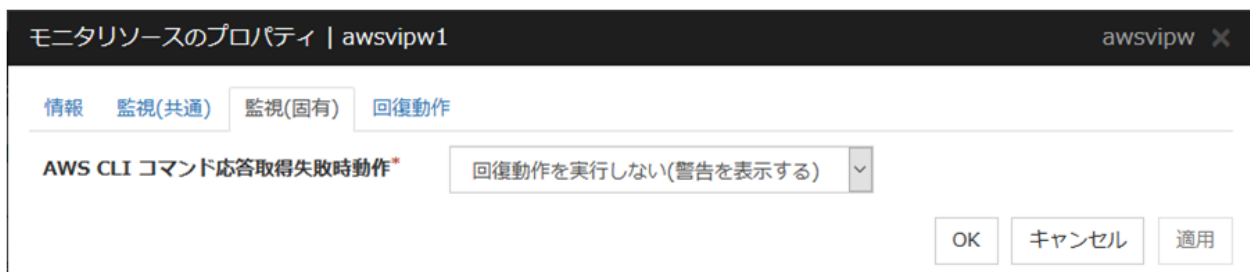 モニタリソースのプロパティ | awsvipw1 awsvipw ×
情報 監視(共通) 監視(固有) 回復動作
AWS CLI コマンド応答取得失敗時動作* 回復動作を実行しない(警告を表示する)
OK キャンセル 適用